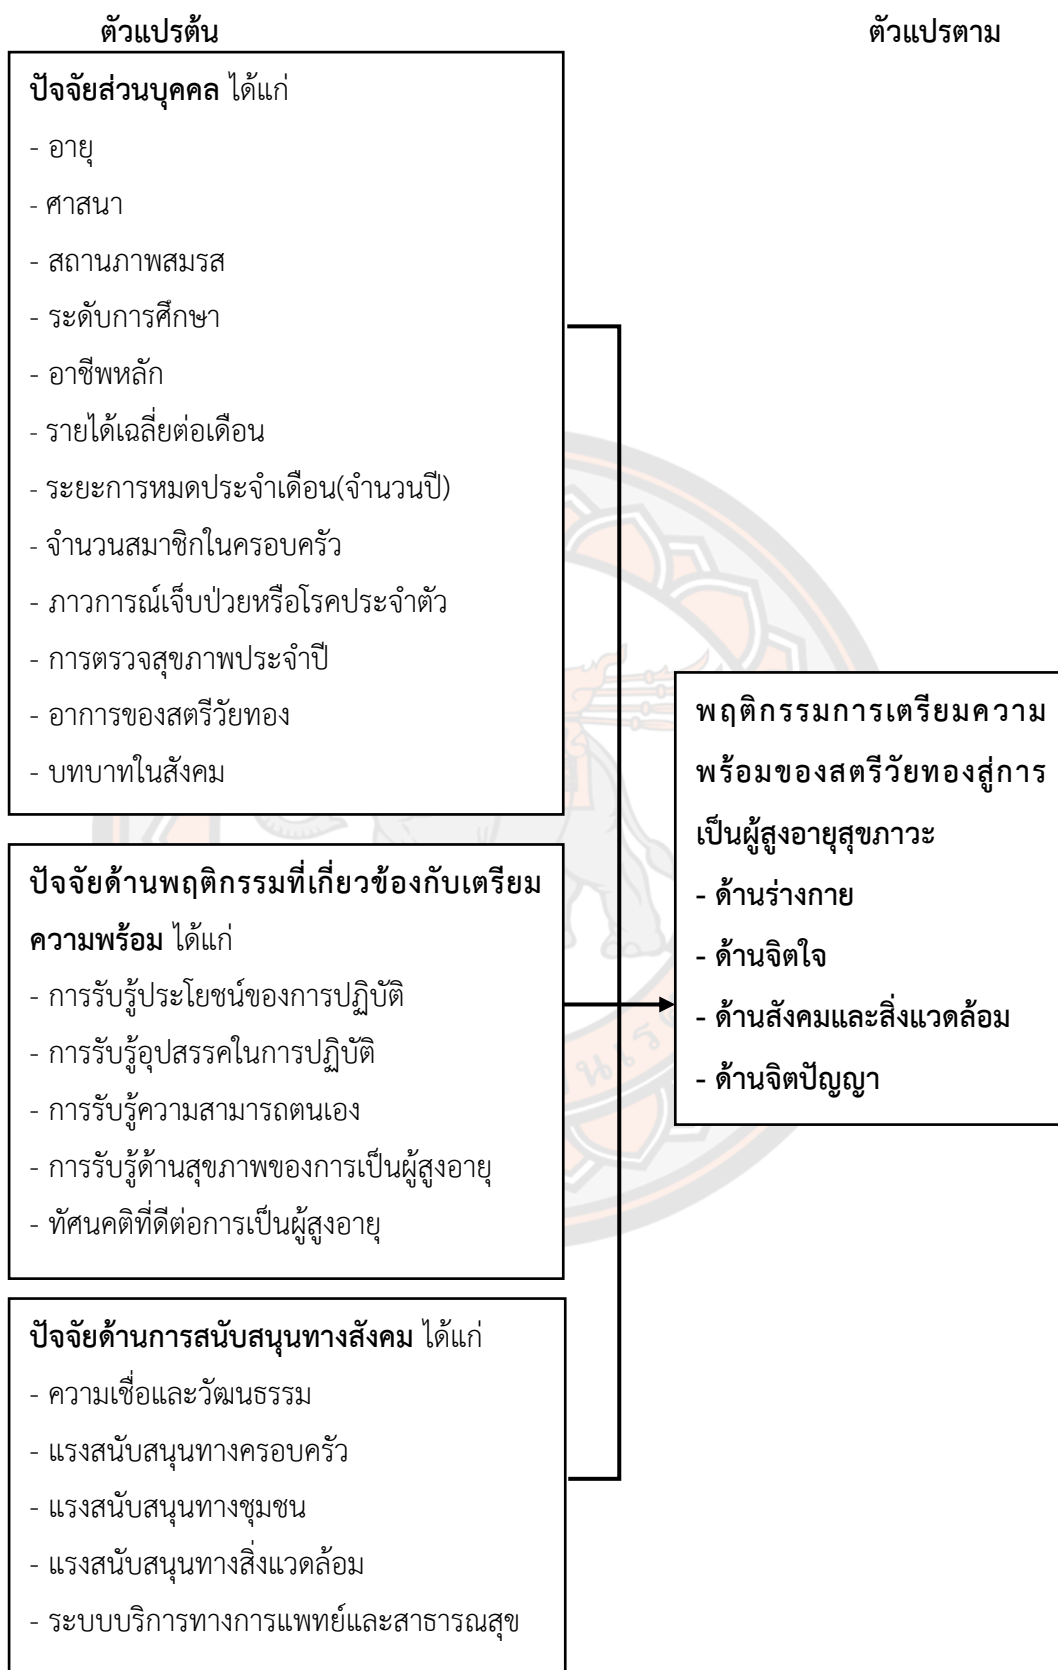 ตัวแปรต้น
ตัวแปรตาม
ปัจจัยส่วนบุคคล ได้แก่
- อายุ
- ศาสนา
- สถานภาพสมรส
- ระดับการศึกษา
- อาชีพหลัก
- รายได้เฉลี่ยต่อเดือน
- ระยะการหมดประจำเดือน(จำนวนปี)
- จำนวนสมาชิกในครอบครัว
- ภาวการณ์เจ็บป่วยหรือโรคประจำตัว
- การตรวจสุขภาพประจำปี
- อาการของสตรีวัยทอง
- บทบาทในสังคม
ปัจจัยด้านพฤติกรรมที่เกี่ยวข้องกับเตรียม
ความพร้อม ได้แก่
- การรับรู้ประโยชน์ของการปฏิบัติ
- การรับรู้อุปสรรคในการปฏิบัติ
- การรับรู้ความสามารถตนเอง
- การรับรู้ด้านสุขภาพของการเป็นผู้สูงอายุ
- ทัศนคติที่ดีต่อการเป็นผู้สูงอายุ
ปัจจัยด้านการสนับสนุนทางสังคม ได้แก่
- ความเชื่อและวัฒนธรรม
- แรงสนับสนุนทางครอบครัว
- แรงสนับสนุนทางชุมชน
- แรงสนับสนุนทางสิ่งแวดล้อม
- ระบบบริการทางการแพทย์และสาธารณสุข
พฤติกรรมการเตรียมความ
พร้อมของสตรีวัยทองสู่การ
เป็นผู้สูงอายุสุขภาวะ
- ด้านร่างกาย
- ด้านจิตใจ
- ด้านสังคมและสิ่งแวดล้อม
- ด้านจิตปัญญา